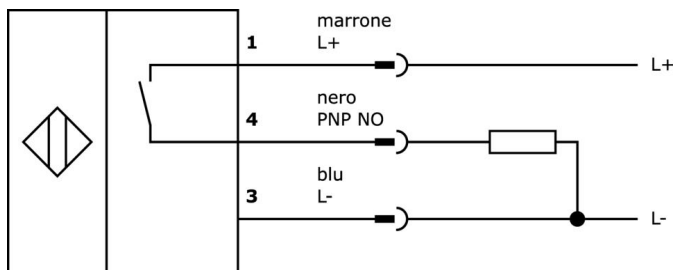 marrone
1 L+
L+
nero
4 PNP NO
blu
3 L-
L-